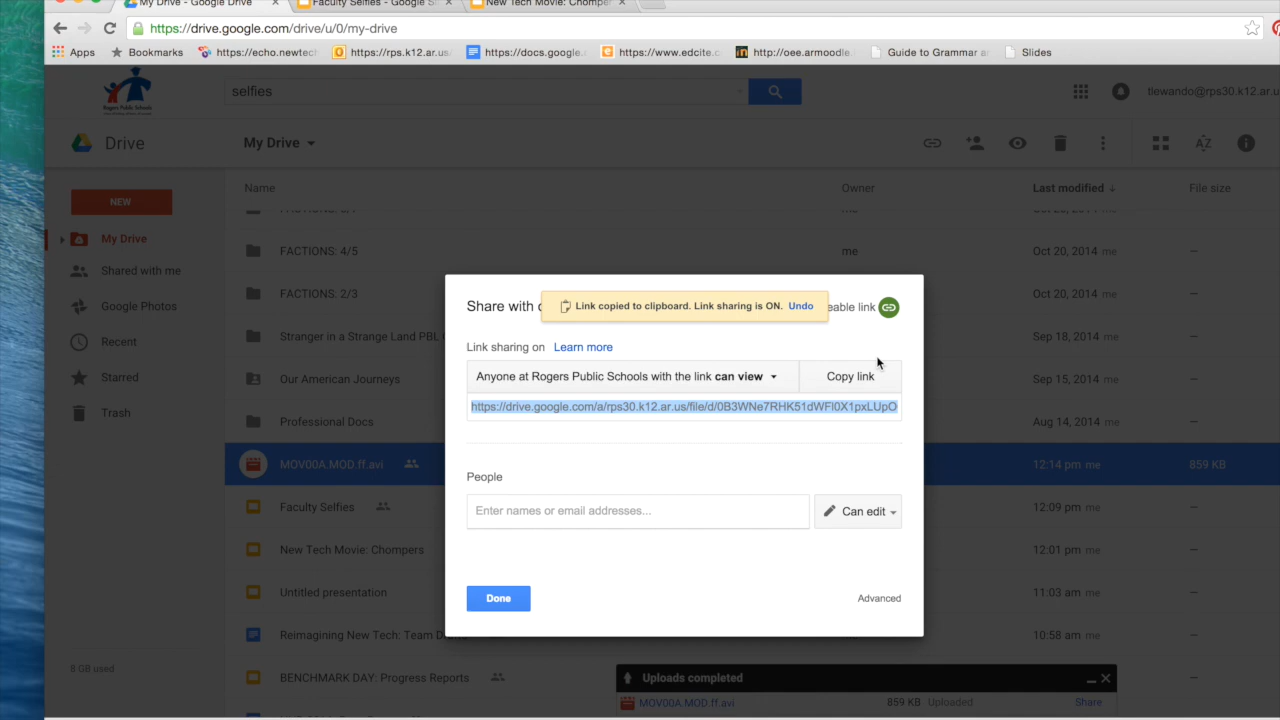 My Drive - Google Drive
Faculty Selfies - Google S
New Tech Movie: Chomper
https://drive.google.com/drive/u/0/my-drive
Apps
Bookmarks
https://echo.newtech
https://rps.k12.ar.us/
https://docs.google.
https://www.edcite.c
http://oee.armoodle.
Guide to Grammar an
Slides
Rogers Public Schools
selfies
tlewando@rps30.k12.ar.u
Drive
My Drive
Name
Owner
Last modified
File size
NEW
My Drive
Shared with me
Google Photos
Recent
Starred
Trash
8 GB used
FACTIONS: 4/5
me
Oct 20, 2014 me
–
FACTIONS: 2/3
Oct 20, 2014 me
–
Stranger in a Strange Land PBL
Sep 18, 2014 me
–
Our American Journeys
Sep 15, 2014 me
–
Professional Docs
Aug 14, 2014 me
–
MOV00A.MOD.ff.avi
12:14 pm me
859 KB
Faculty Selfies
12:09 pm me
–
New Tech Movie: Chompers
12:01 pm me
–
Untitled presentation
11:03 am me
–
Reimagining New Tech: Team D
10:58 am me
–
BENCHMARK DAY: Progress Reports
Share with
Link copied to clipboard. Link sharing is ON. Undo
eable link
Link sharing on Learn more
Anyone at Rogers Public Schools with the link can view
Copy link
https://drive.google.com/a/rps30.k12.ar.us/file/d/0B3WNe7RHK51dWFl0X1pxLUpO
People
Enter names or email addresses...
Can edit
Done
Advanced
Uploads completed
MOV00A.MOD.ff.avi
859 KB Uploaded
Share